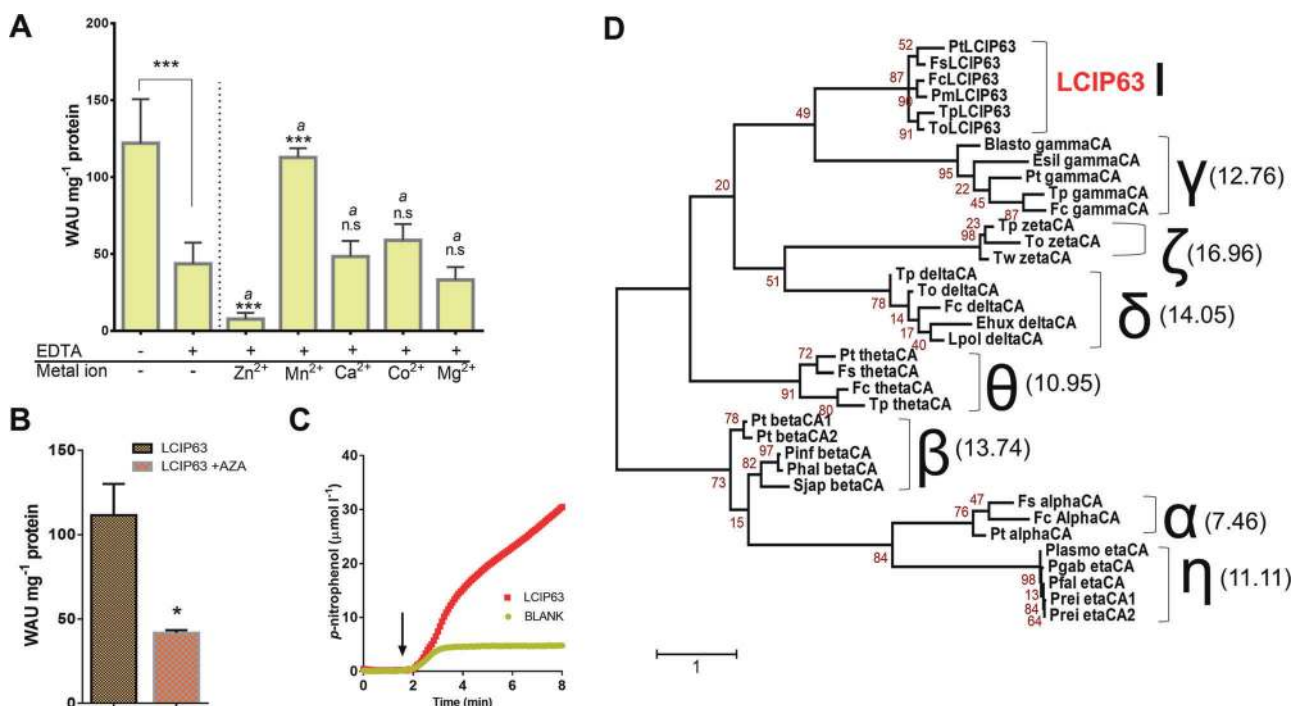 A
200
150
100
50
0
WAU mg⁻¹ protein
***
a
***
a
***
a
n.s
a
n.s
a
n.s
EDTA - + + + + + +
Metal ion - - Zn²⁺ Mn²⁺ Ca²⁺ Co²⁺ Mg²⁺
B
150
100
50
0
WAU mg⁻¹ protein
LCIP63
LCIP63 +AZA
*
C
40
30
20
10
0
p-nitrophenol (μmol l⁻¹)
LCIP63
BLANK
0 2 4 6 8
Time (min)
D
52 PtLCIP63
FsLCIP63
87 FcLCIP63
90 PmLCIP63
TpLCIP63
91 ToLCIP63
LCIP63 ι
49
Blasto gammaCA
Esil gammaCA
95 Pt gammaCA
22 Tp gammaCA
45 87 Fc gammaCA
γ (12.76)
20
23 Tp zetaCA
98 To zetaCA
Tw zetaCA
ζ (16.96)
51
Tp deltaCA
78 To deltaCA
14 Fc deltaCA
17 Ehux deltaCA
40 Lpol deltaCA
δ (14.05)
72 Pt thetaCA
Fs thetaCA
91 Fc thetaCA
80 Tp thetaCA
θ (10.95)
78 Pt betaCA1
Pt betaCA2
97 Pinf betaCA
82 Phal betaCA
73 Sjap betaCA
β (13.74)
15
47 Fs alphaCA
76 Fc AlphaCA
Pt alphaCA
α (7.46)
84
Plasmo etaCA
Pgab etaCA
98 Pfal etaCA
13 Prei etaCA1
84 Prei etaCA2
64
η (11.11)
1